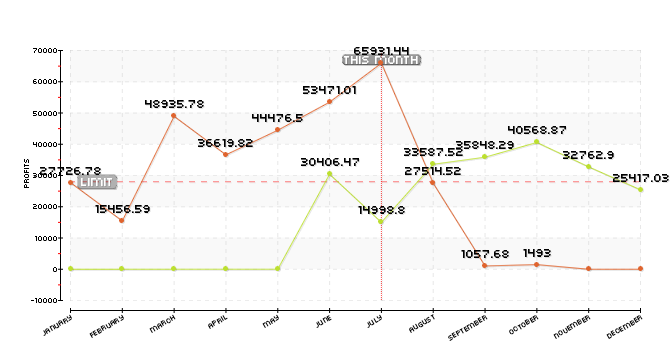 70000
65931.44
THIS MONTH
60000
53471.01
50000
48935.78
44476.5
40000
40568.87
36619.82
35848.29
33587.52
32762.9
30406.47
30000
27726.78
27514.52
25417.03
LIMIT
PROFITS
20000
15456.59
14998.8
10000
1057.68
1493
0
-10000
JANUARY
FEBRUARY
MARCH
APRIL
MAY
JUNE
JULY
AUGUST
SEPTEMBER
OCTOBER
NOVEMBER
DECEMBER